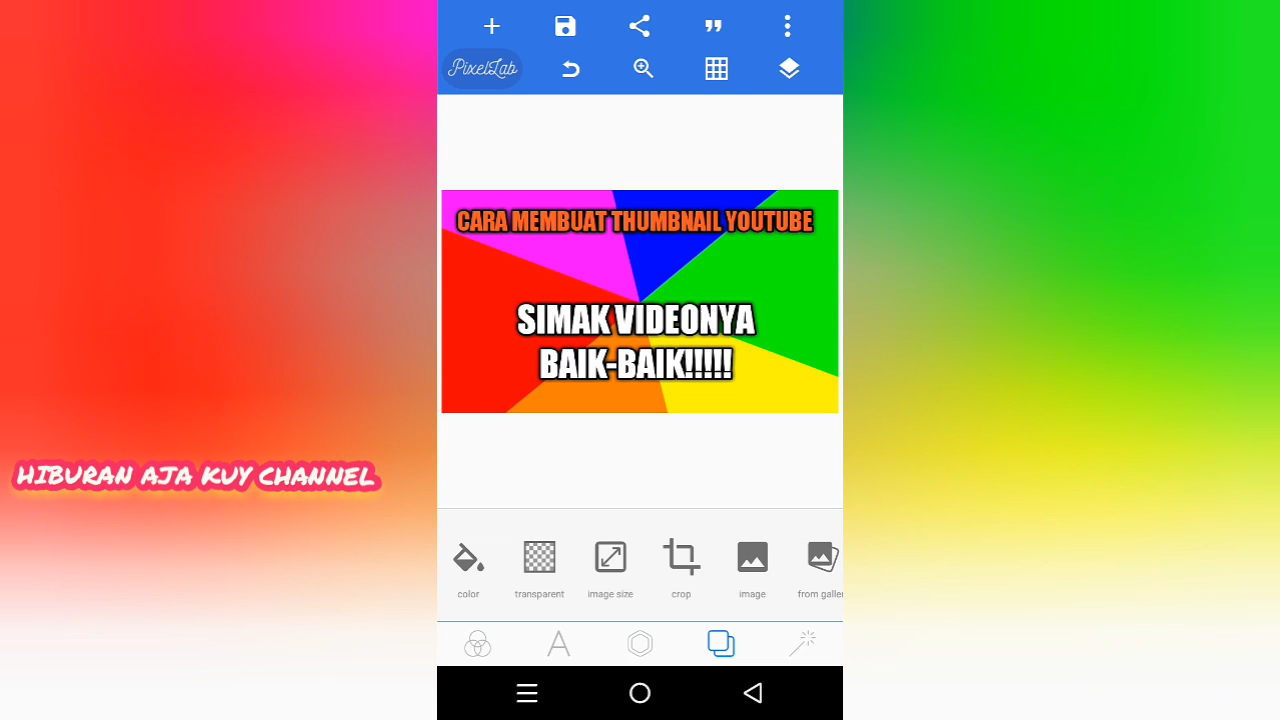 PixelLab
CARA MEMBUAT THUMBNAIL YOUTUBE
SIMAK VIDEONYA
BAIK-BAIK!!!!!
HIBURAN AJA KUY CHANNEL
color
transparent
image size
crop
image
from galler